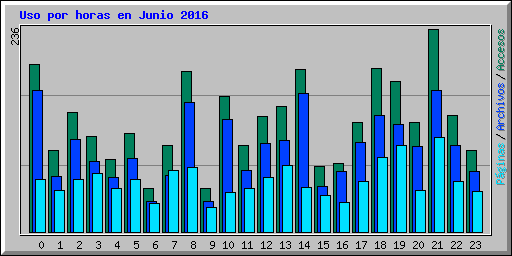 Uso por horas en Junio 2016
236
Páginas / Archivos / Accesos
0 1 2 3 4 5 6 7 8 9 10 11 12 13 14 15 16 17 18 19 20 21 22 23